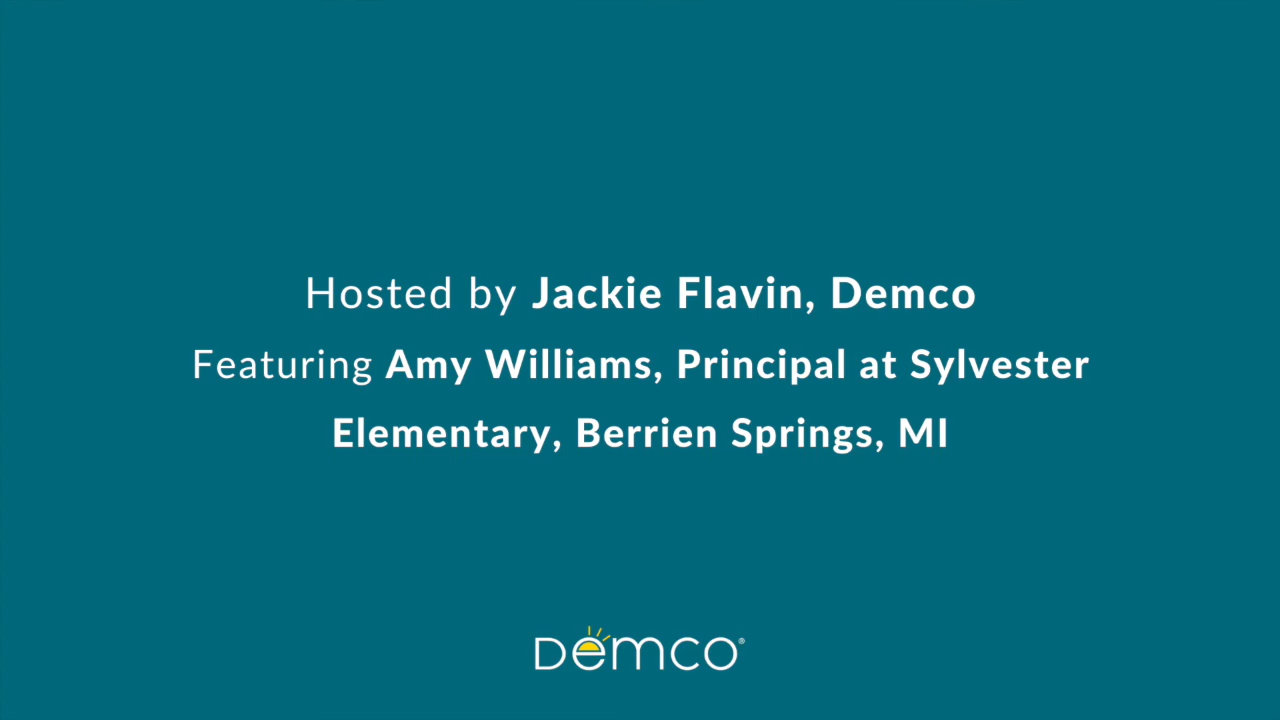 Hosted by Jackie Flavin, Demco
Featuring Amy Williams, Principal at Sylvester
Elementary, Berrien Springs, MI
Demco®